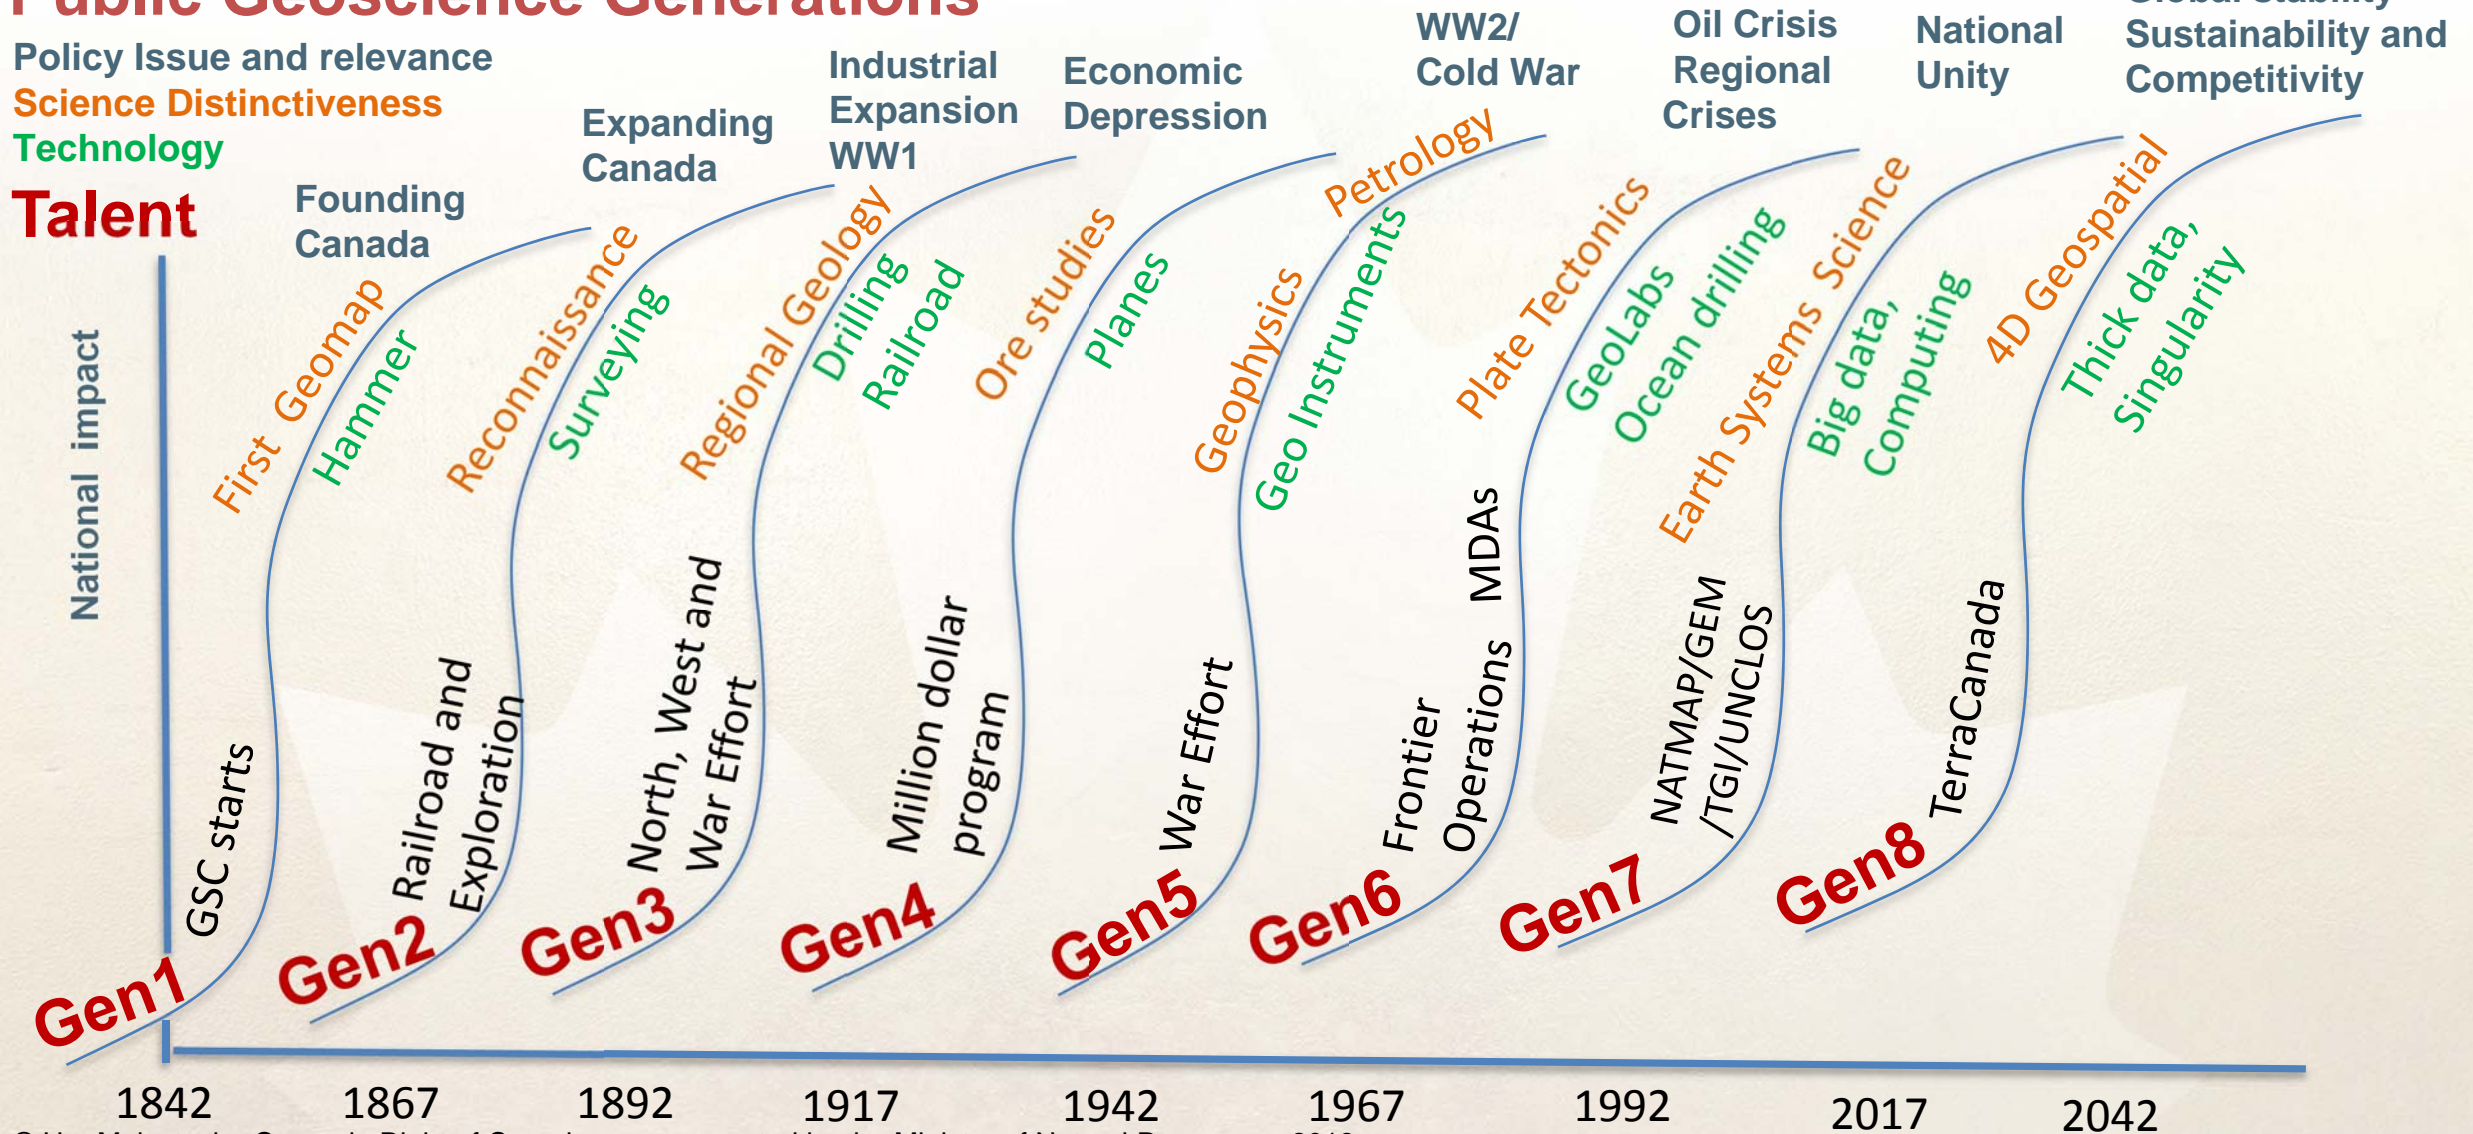 Public Geoscience Generations
Policy Issue and relevance
Science Distinctiveness
Technology
Talent
National impact
Founding
Canada
Expanding
Canada
Industrial
Expansion
WW1
Economic
Depression
WW2/
Cold War
Oil Crisis
Regional
Crises
National
Unity
Global stability
Sustainability and
Competitivity
First Geomap
Hammer
Reconnaissance
Surveying
Regional Geology
Drilling
Railroad
Ore studies
Planes
Geophysics
Petrology
Geo Instruments
Plate Tectonics
GeoLabs
Ocean drilling
Earth Systems Science
Big data,
Computing
4D Geospatial
Thick data,
Singularity
GSC starts
Railroad and
Exploration
North, West and
War Effort
Million dollar
program
War Effort
Frontier
Operations MDAs
NATMAP/GEM
/TGI/UNCLOS
TerraCanada
Gen1
Gen2
Gen3
Gen4
Gen5
Gen6
Gen7
Gen8
1842 1867 1892 1917 1942 1967 1992 2017 2042